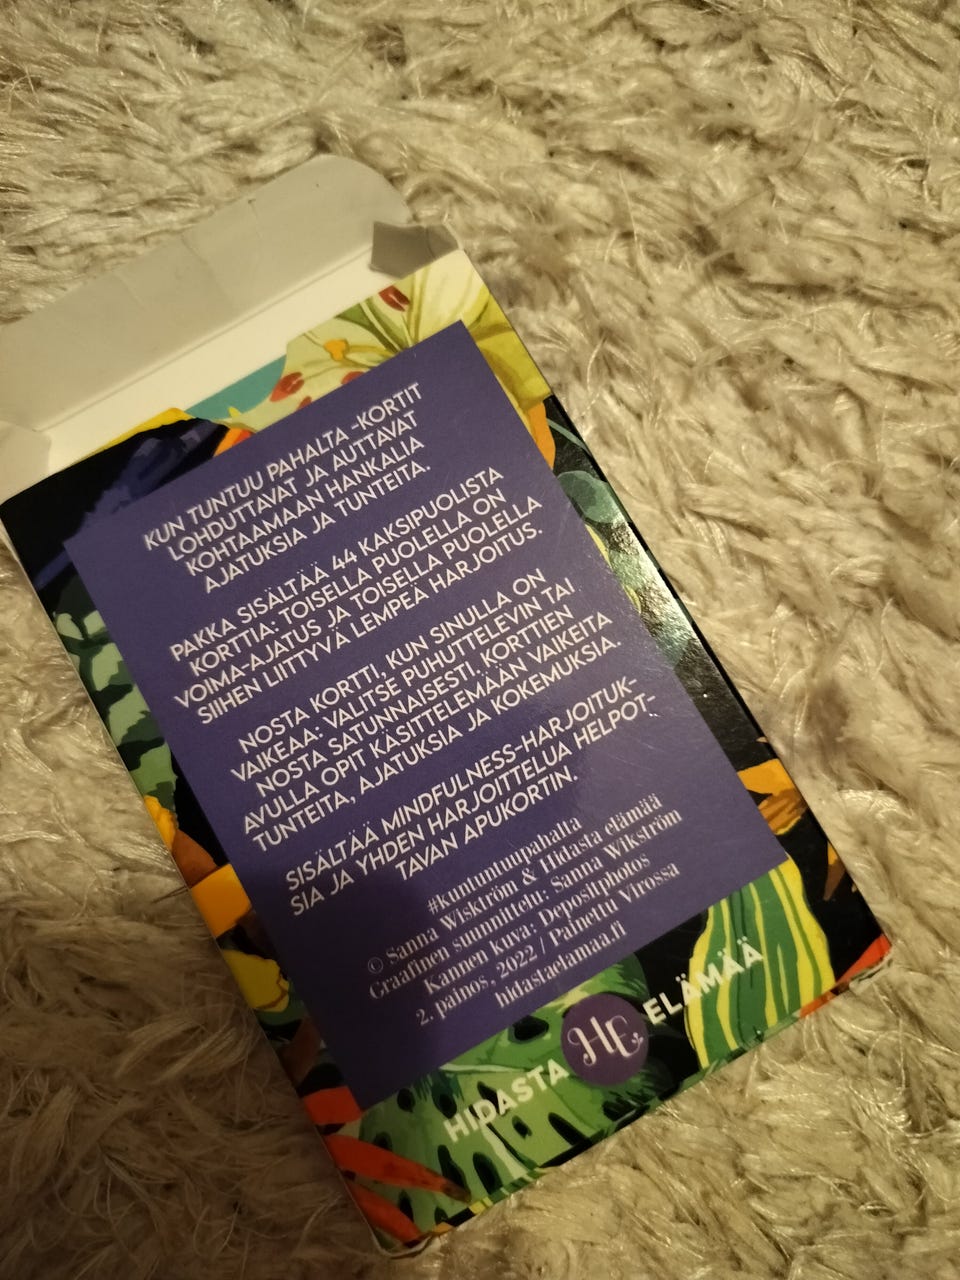 KUN TUNTUU PAHALTA -KORTIT
LOHDUTTAVAT JA AUTTAVAT
KOHTAAMAAN HANKALIA
AJATUKSIA JA TUNTEITA.
PAKKA SISÄLTÄÄ 44 KAKSIPUOLISTA
KORTTIA: TOISELLA PUOLELLA ON
VOIMA-AJATUS JA TOISELLA PUOLELLA
SIIHEN LIITTYVÄ LEMPEÄ HARJOITUS.
NOSTA KORTTI, KUN SINULLA ON
VAIKEAA: VALITSE PUHUTTELEVIN TAI
NOSTA SATUNNAISESTI, KORTTIEN
AVULLA OPIT KÄSITTELEMÄÄN VAIKEITA
TUNTEITA, AJATUKSIA JA KOKEMUKSIA.
SISÄLTÄÄ MINDFULNESS-HARJOITUK-
SIA JA YHDEN HARJOITTELUA HELPOT-
TAVAN APUKORTIN.
#kuntuntuupahalta
© Sanna Wiskström & Hidasta elämää
Graafinen suunnittelu: Sanna Wikström
Kannen kuva: Depositphotos
2. painos, 2022 / Painettu Virossa
hidastaelamaa.fi
HIDASTA HE ELÄMÄÄ